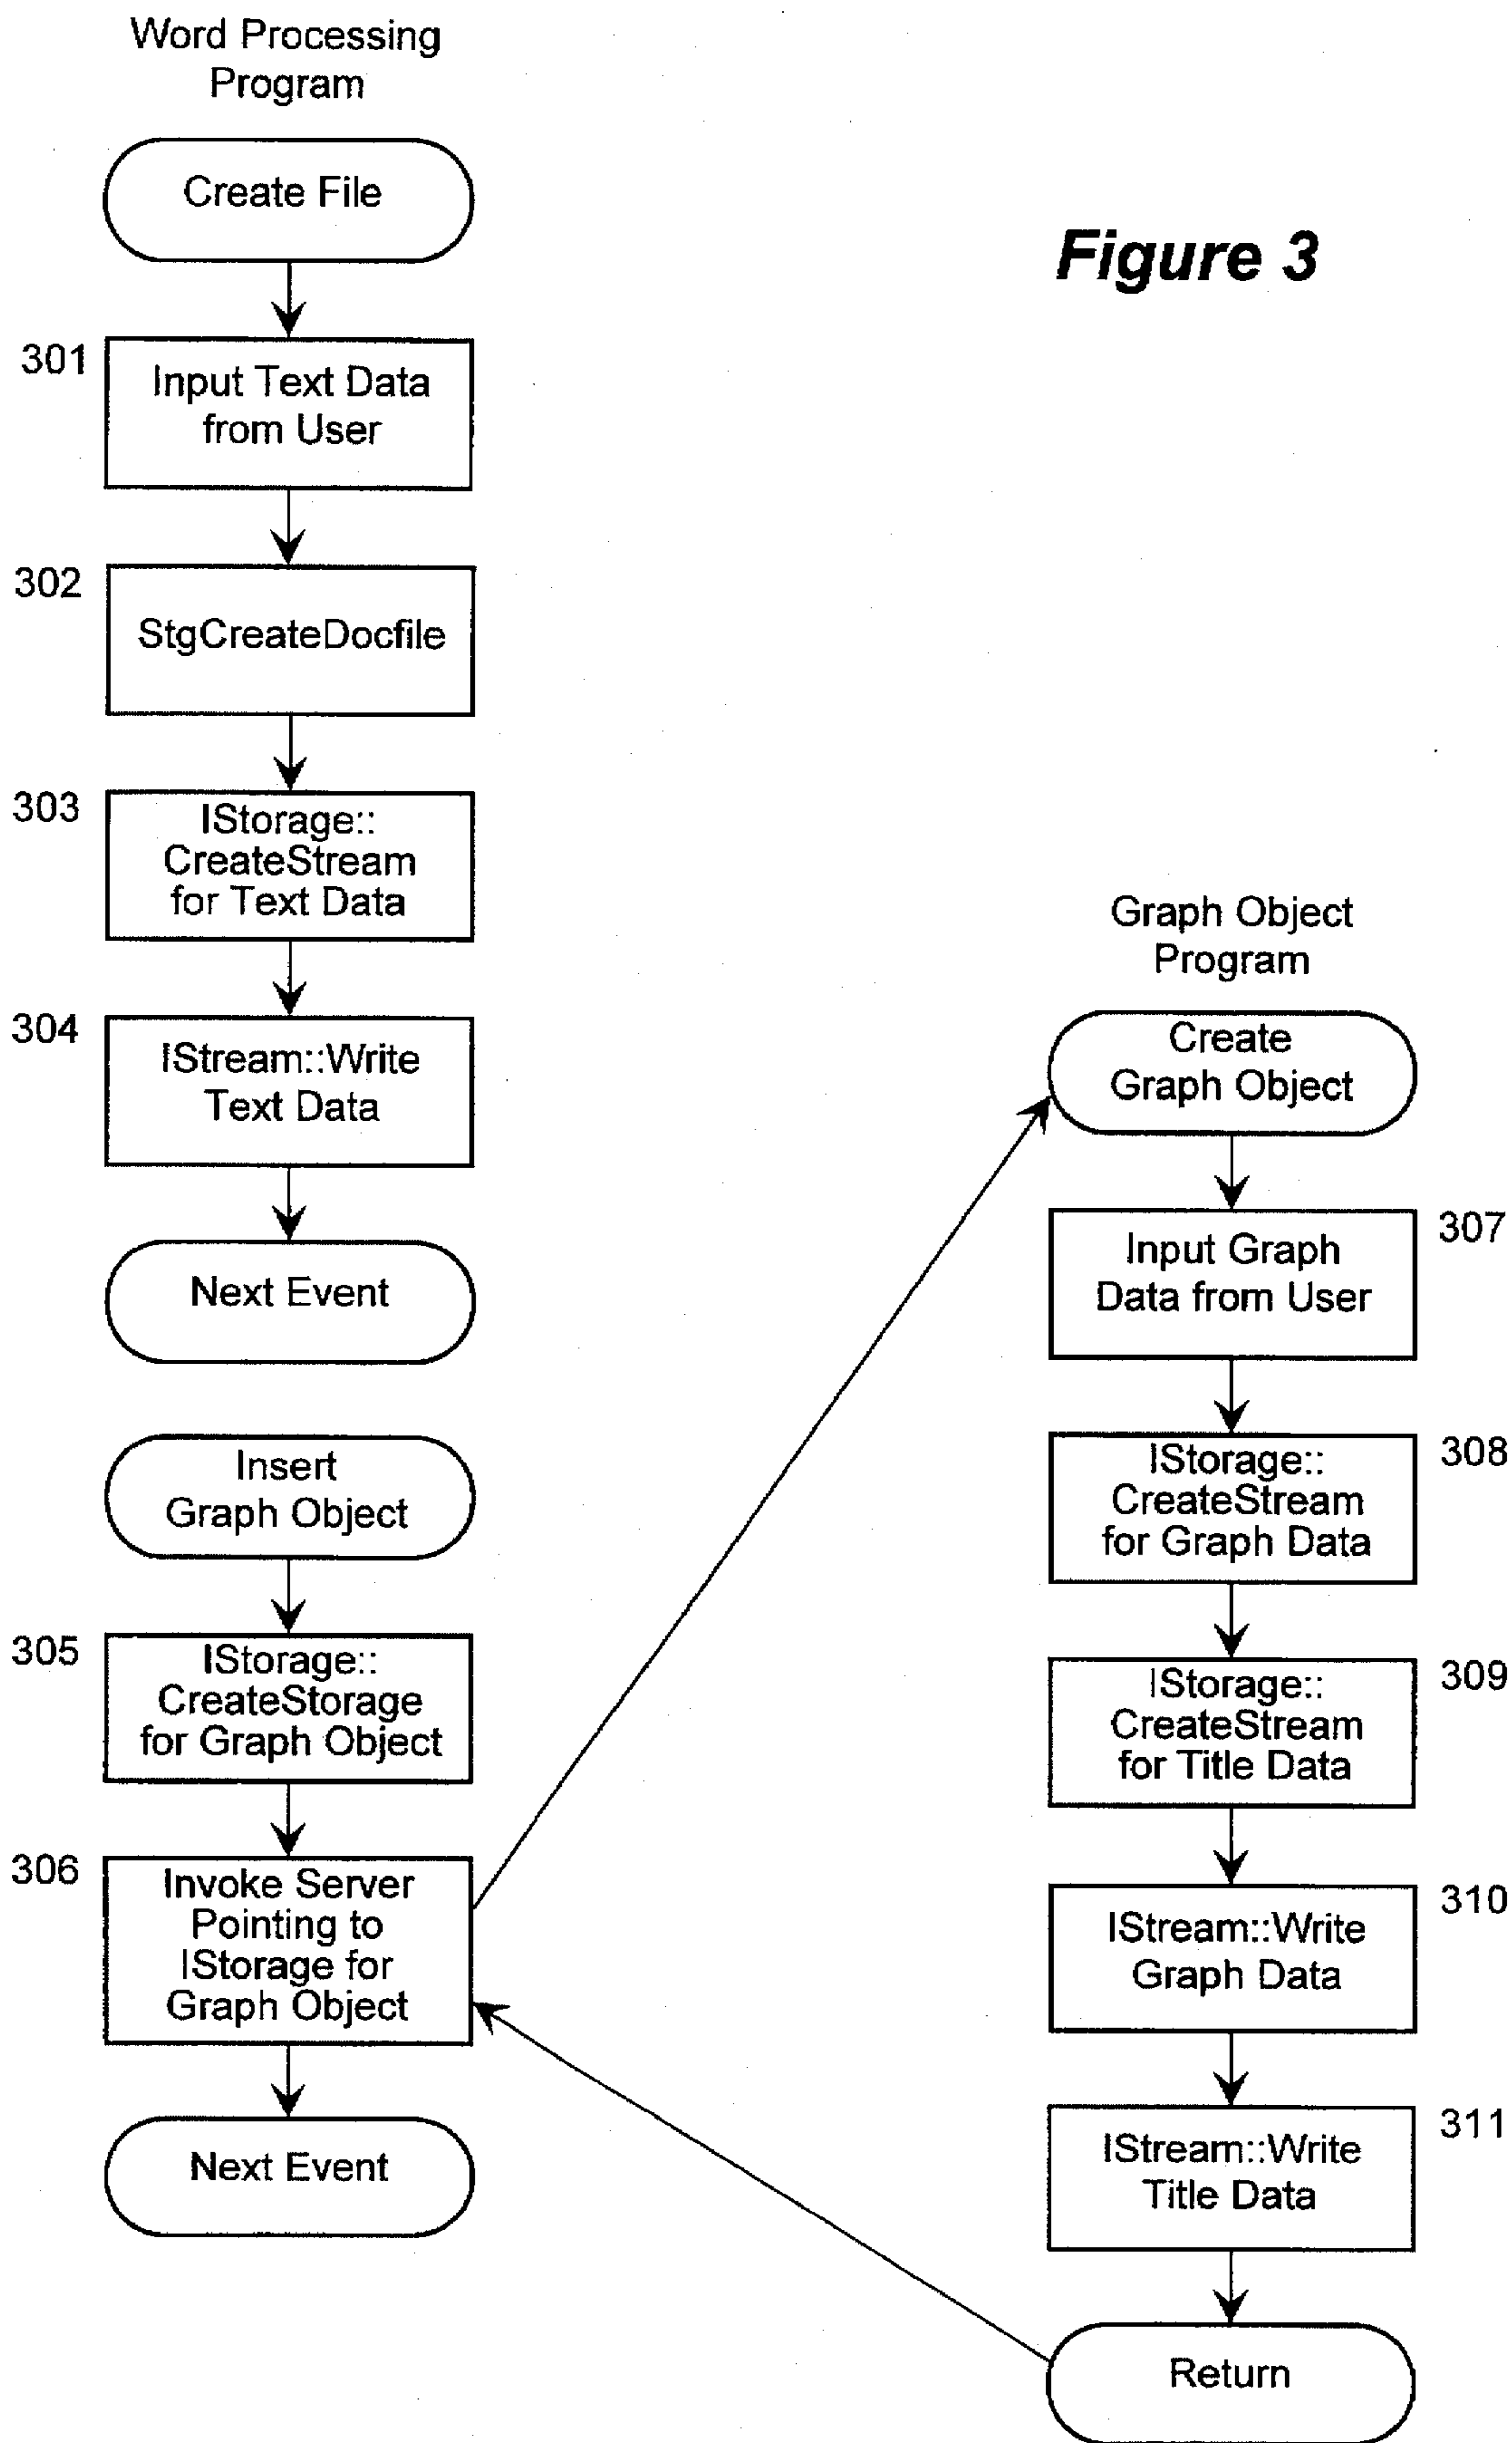 Word Processing
Program
Create File
Figure 3
301
Input Text Data
from User
302
StgCreateDocfile
303
IStorage::
CreateStream
for Text Data
304
IStream::Write
Text Data
Next Event
Insert
Graph Object
305
IStorage::
CreateStorage
for Graph Object
306
Invoke Server
Pointing to
IStorage for
Graph Object
Next Event
Graph Object
Program
Create
Graph Object
307
Input Graph
Data from User
308
IStorage::
CreateStream
for Graph Data
309
IStorage::
CreateStream
for Title Data
310
IStream::Write
Graph Data
311
IStream::Write
Title Data
Return